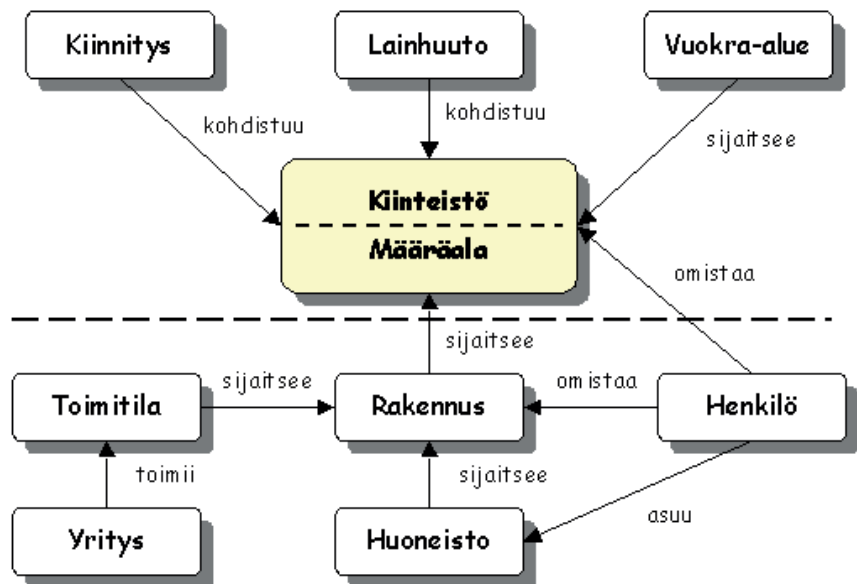 Kiinnitys
Lainhuuto
Vuokra-alue
kohdistuu
kohdistuu
sijaitsee
Kiinteistö
Määräala
omistaa
sijaitsee
sijaitsee
omistaa
Toimitila
Rakennus
Henkilö
toimii
sijaitsee
asuu
Yritys
Huoneisto